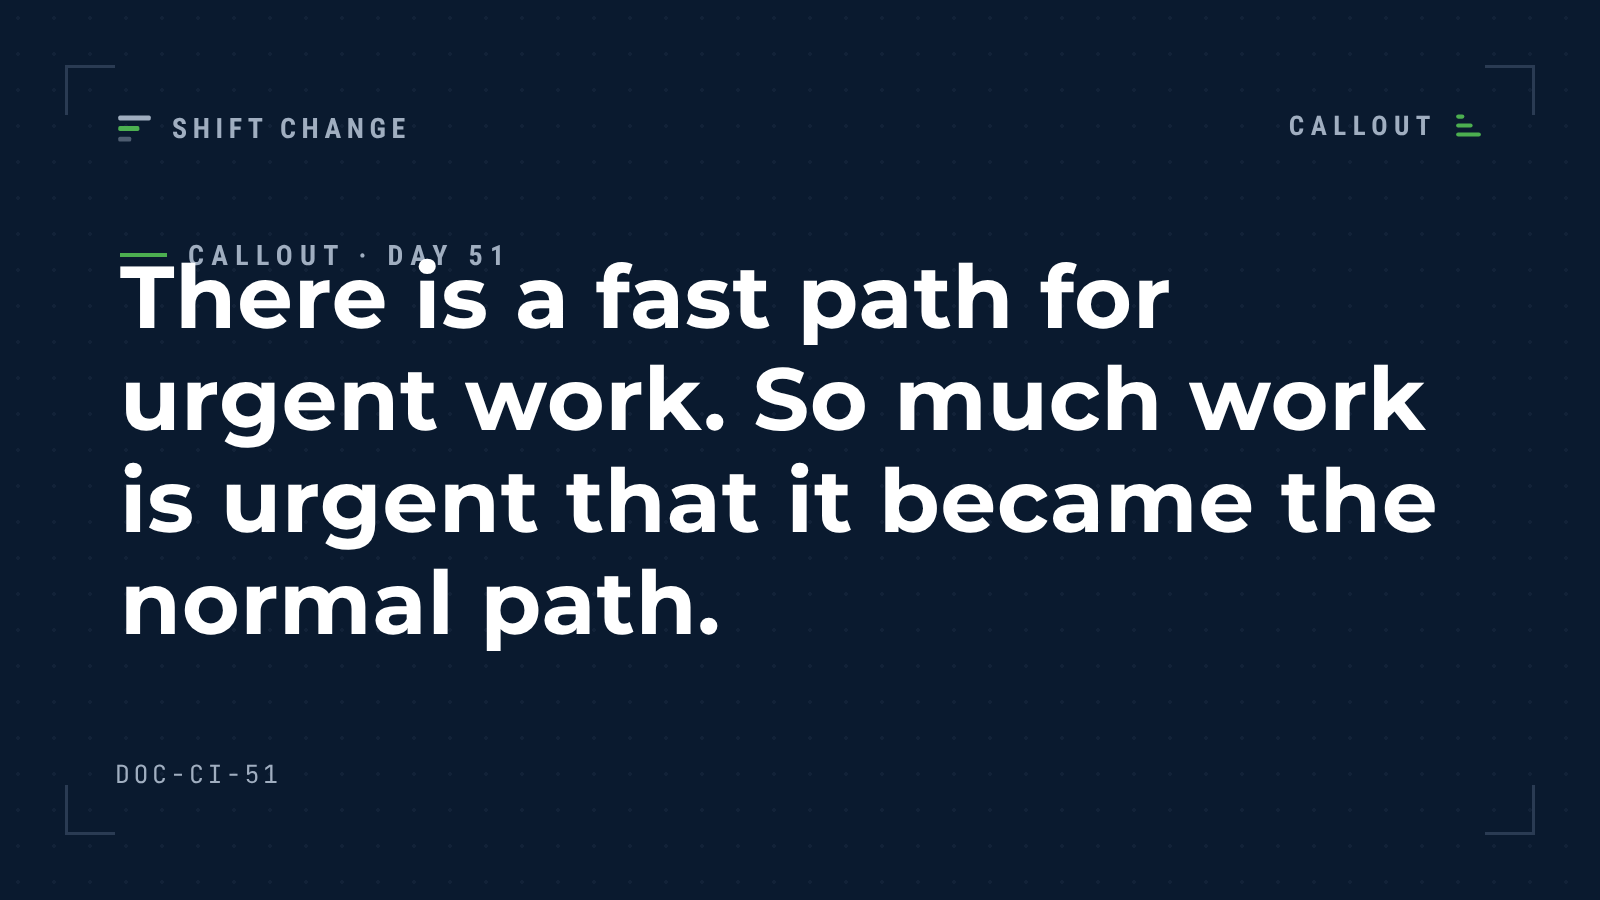 SHIFT CHANGE
CALLOUT
CALLOUT · DAY 51
There is a fast path for
urgent work. So much work
is urgent that it became the
normal path.
DOC-CI-51